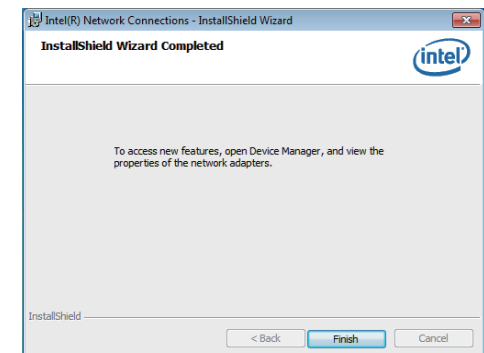 Intel(R) Network Connections - InstallShield Wizard
InstallShield Wizard Completed
intel
To access new features, open Device Manager, and view the
properties of the network adapters.
InstallShield
< Back
Finish
Cancel